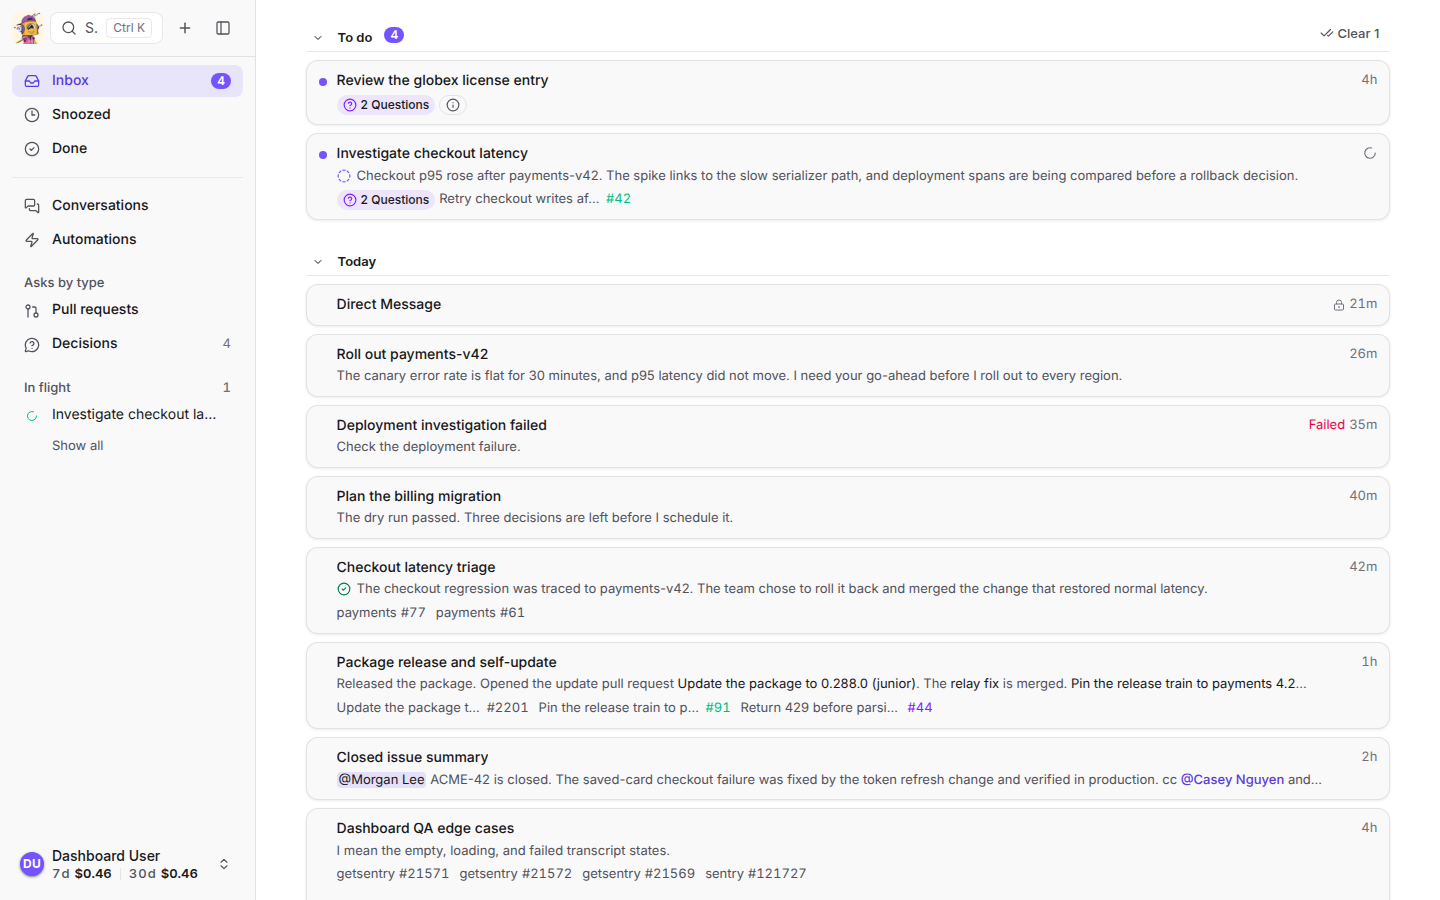 S. Ctrl K
Inbox 4
Snoozed
Done
Conversations
Automations
Asks by type
Pull requests
Decisions 4
In flight 1
Investigate checkout la...
Show all
DU Dashboard User
7d $0.46 30d $0.46
To do 4 Clear 1
Review the globex license entry 4h
2 Questions
Investigate checkout latency
Checkout p95 rose after payments-v42. The spike links to the slow serializer path, and deployment spans are being compared before a rollback decision.
2 Questions Retry checkout writes af... #42
Today
Direct Message 21m
Roll out payments-v42 26m
The canary error rate is flat for 30 minutes, and p95 latency did not move. I need your go-ahead before I roll out to every region.
Deployment investigation failed Failed 35m
Check the deployment failure.
Plan the billing migration 40m
The dry run passed. Three decisions are left before I schedule it.
Checkout latency triage 42m
The checkout regression was traced to payments-v42. The team chose to roll it back and merged the change that restored normal latency.
payments #77 payments #61
Package release and self-update 1h
Released the package. Opened the update pull request Update the package to 0.288.0 (junior). The relay fix is merged. Pin the release train to payments 4.2...
Update the package t... #2201 Pin the release train to p... #91 Return 429 before parsi... #44
Closed issue summary 2h
@Morgan Lee ACME-42 is closed. The saved-card checkout failure was fixed by the token refresh change and verified in production. cc @Casey Nguyen and...
Dashboard QA edge cases 4h
I mean the empty, loading, and failed transcript states.
getsentry #21571 getsentry #21572 getsentry #21569 sentry #121727